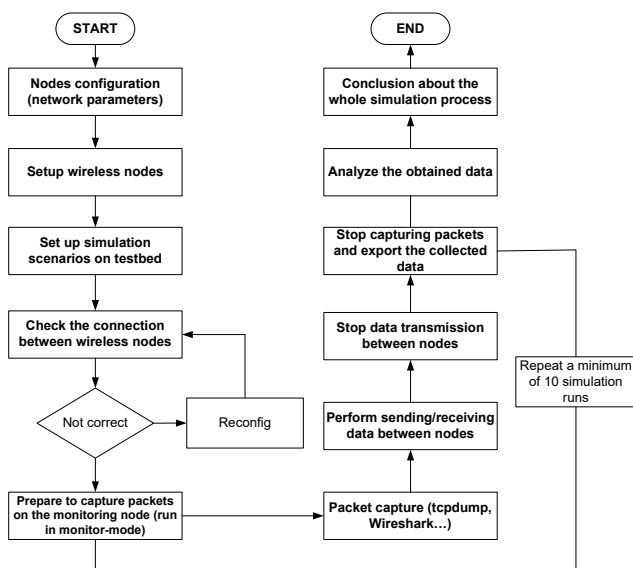 START
Nodes configuration
(network parameters)
Setup wireless nodes
Set up simulation
scenarios on testbed
Check the connection
between wireless nodes
Not correct
Reconfig
Prepare to capture packets
on the monitoring node (run
in monitor-mode)
Packet capture (tcpdump,
Wireshark…)
Perform sending/receiving
data between nodes
Stop data transmission
between nodes
Stop capturing packets
and export the collected
data
Repeat a minimum
of 10 simulation
runs
Analyze the obtained data
Conclusion about the
whole simulation process
END